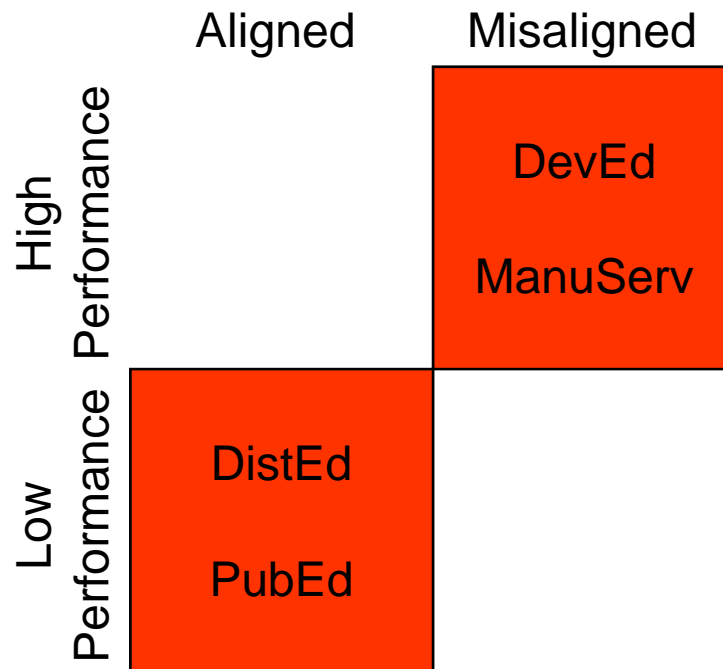 Aligned Misaligned
High
Performance
DevEd
ManuServ
Low
Performance
DistEd
PubEd